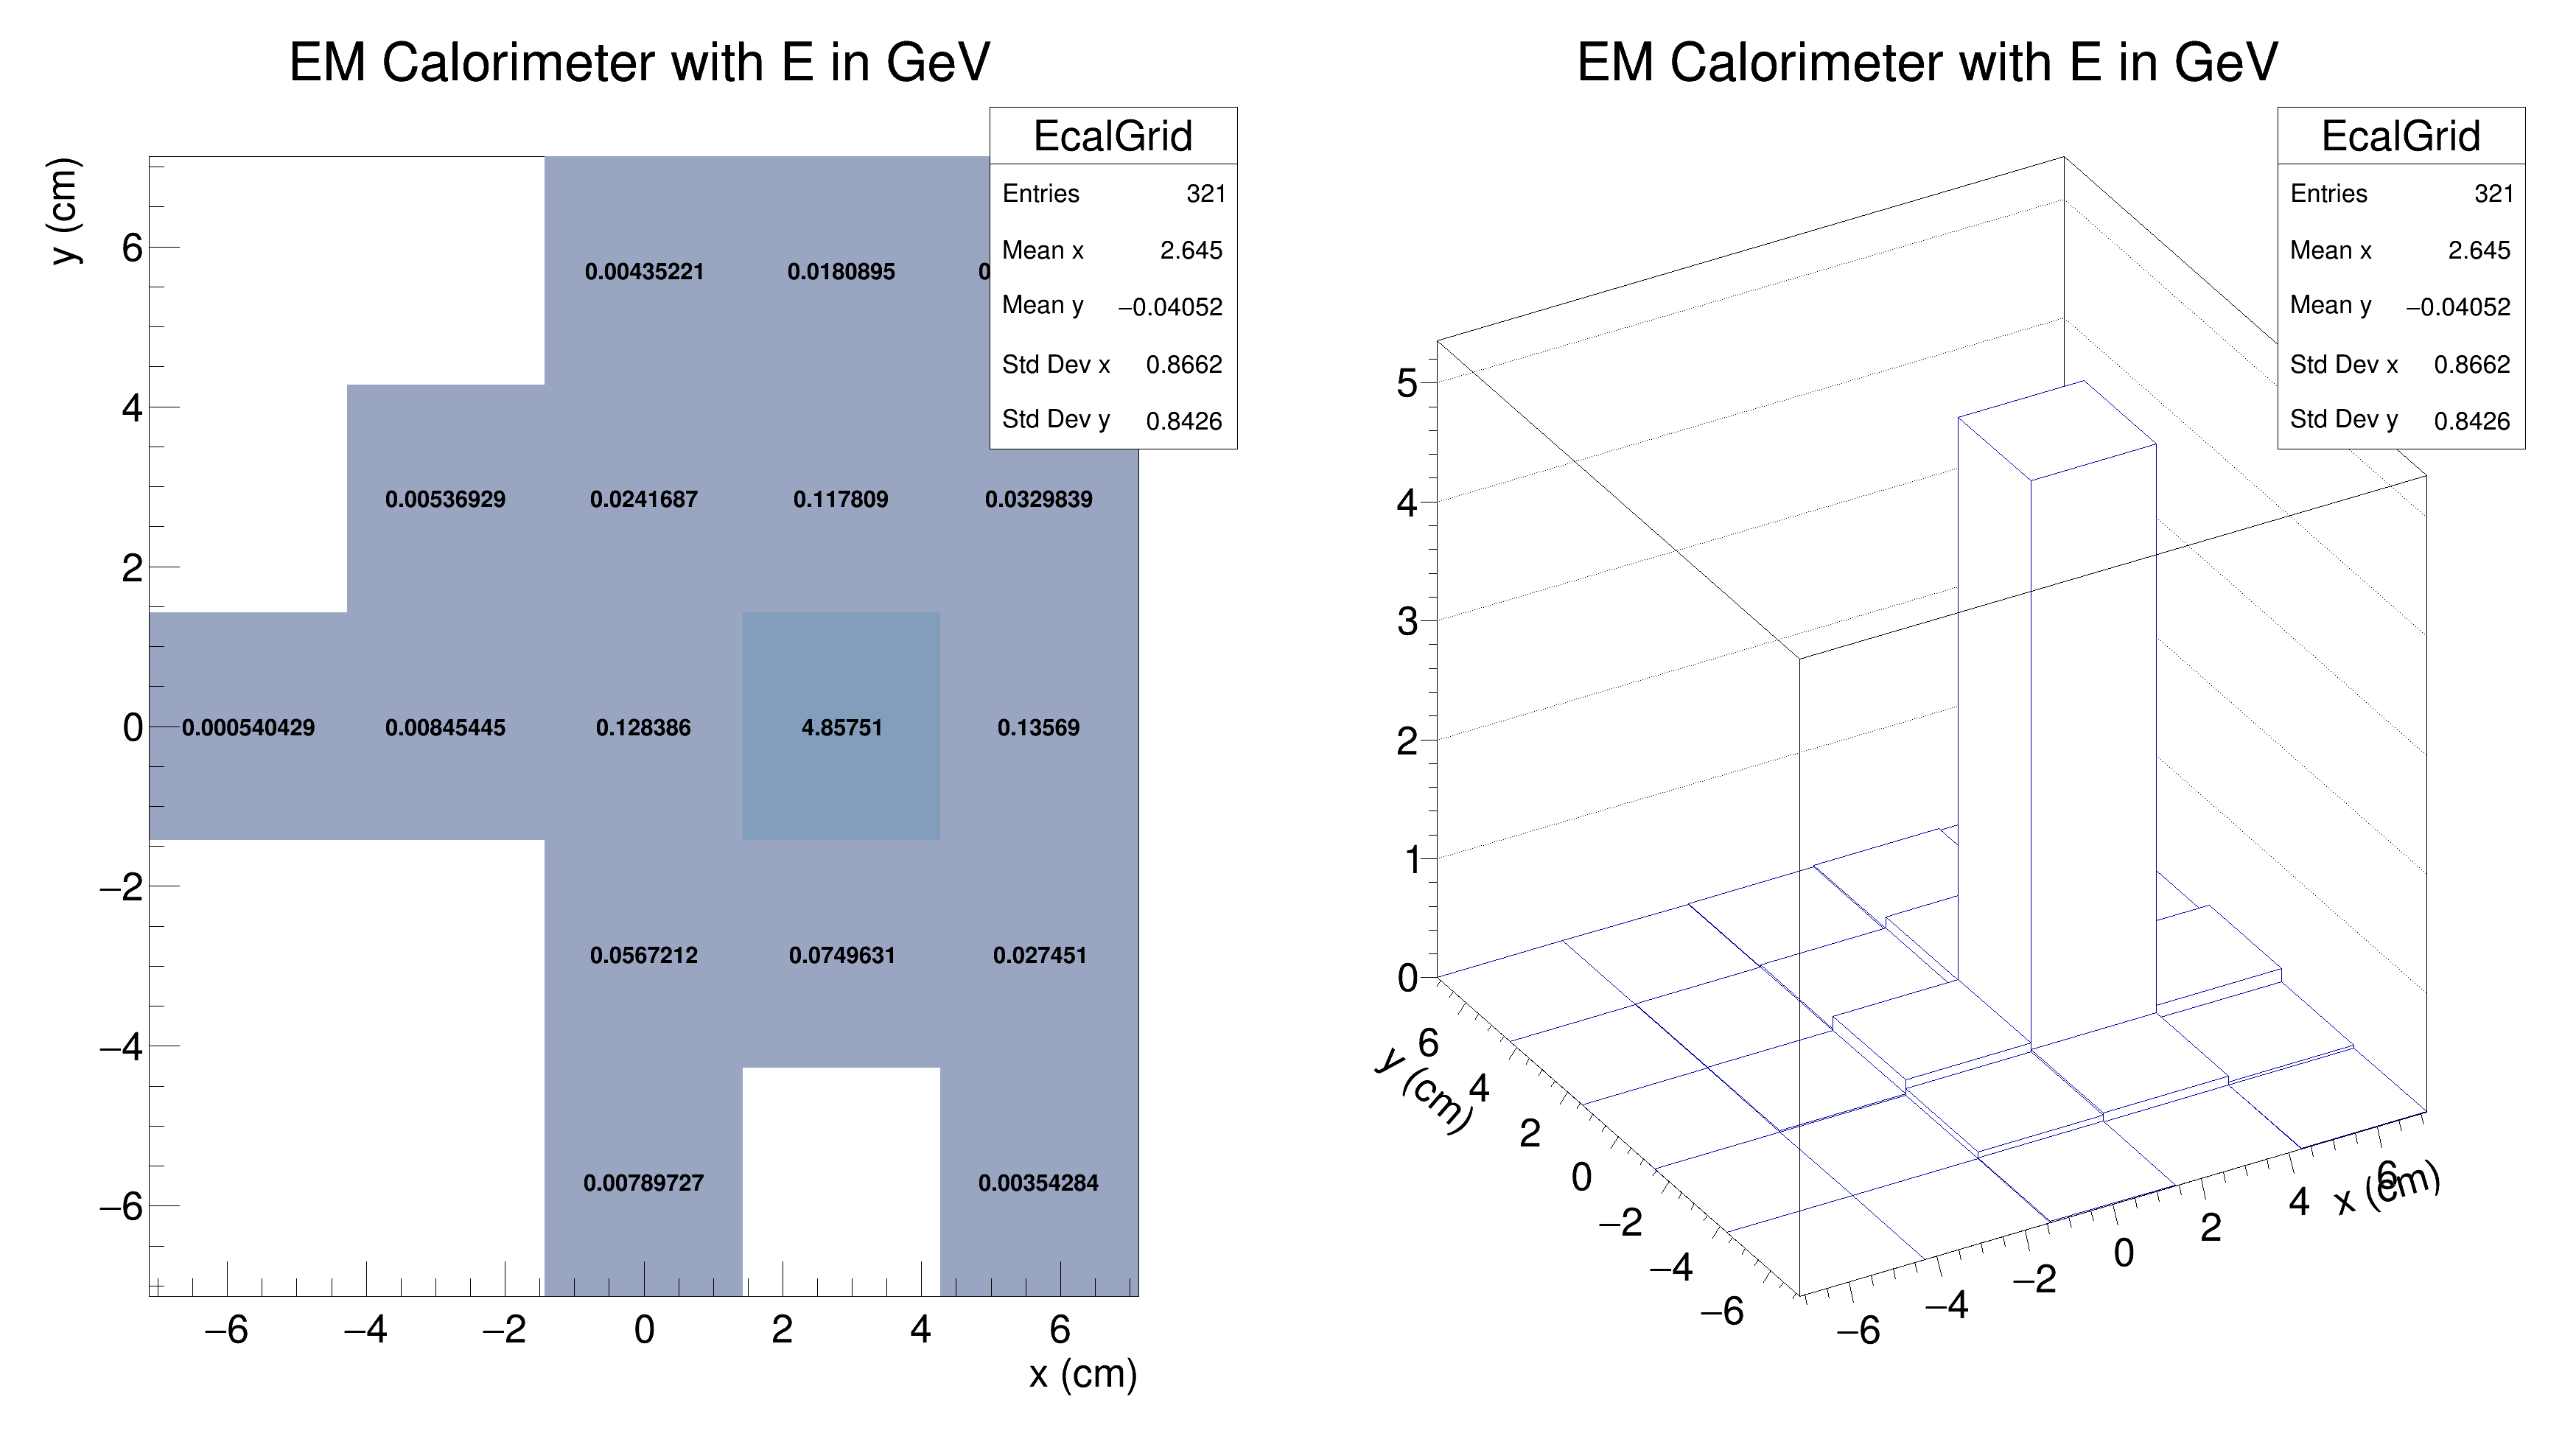 EM Calorimeter with E in GeV
EcalGrid
Entries 321
Mean x 2.645
Mean y −0.04052
Std Dev x 0.8662
Std Dev y 0.8426
y (cm)
6
4
2
0
−2
−4
−6
0.00435221 0.0180895 0
0.00536929 0.0241687 0.117809 0.0329839
0.000540429 0.00845445 0.128386 4.85751 0.13569
0.0567212 0.0749631 0.027451
0.00789727 0.00354284
−6 −4 −2 0 2 4 6
x (cm)
EM Calorimeter with E in GeV
EcalGrid
Entries 321
Mean x 2.645
Mean y −0.04052
Std Dev x 0.8662
Std Dev y 0.8426
5
4
3
2
1
0
y (cm)
6
4
2
0
−2
−4
−6
−6 −4 −2 0 2 4 6
x (cm)